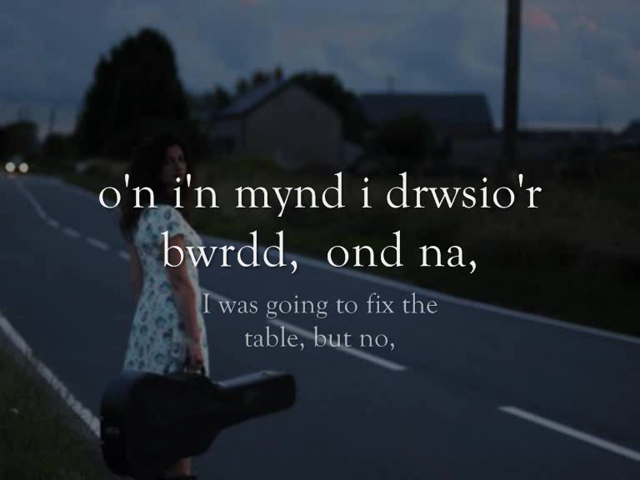 o'n i'n mynd i drwsio'r
bwrdd, ond na,
I was going to fix the
table, but no,